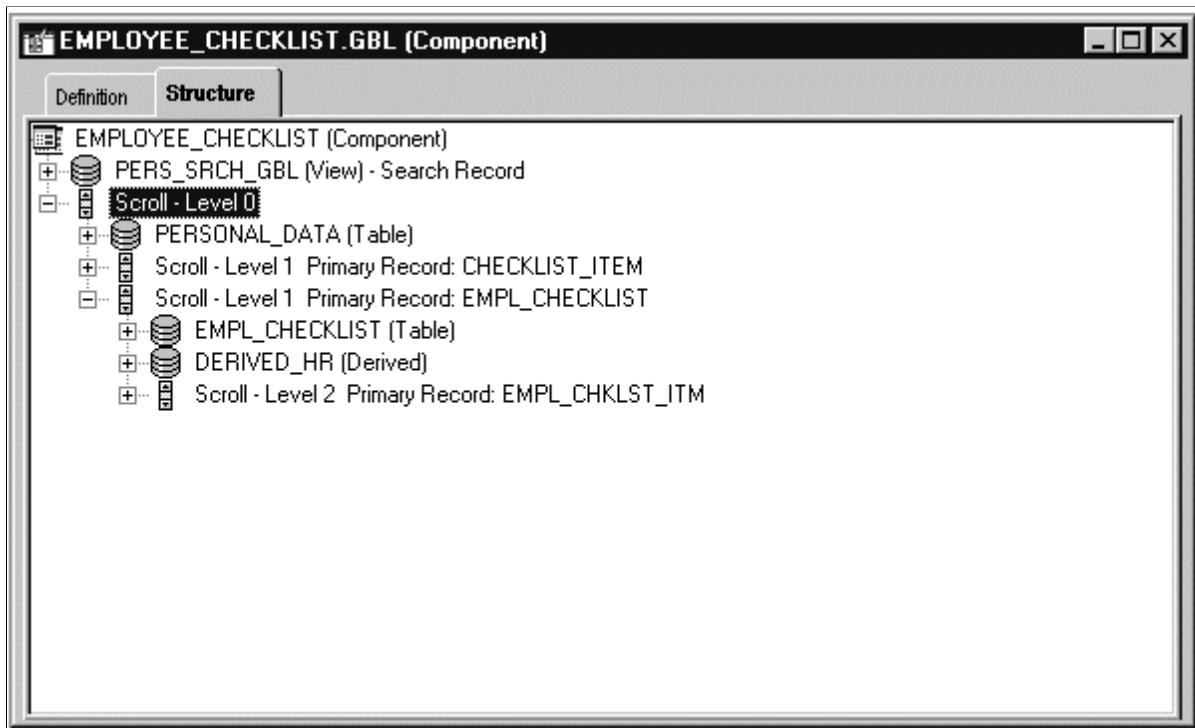 EMPLOYEE_CHECKLIST.GBL (Component)
Definition Structure
EMPLOYEE_CHECKLIST (Component)
PERS_SRCH_GBL (View) - Search Record
Scroll - Level 0
PERSONAL_DATA (Table)
Scroll - Level 1 Primary Record: CHECKLIST_ITEM
Scroll - Level 1 Primary Record: EMPL_CHECKLIST
EMPL_CHECKLIST (Table)
DERIVED_HR (Derived)
Scroll - Level 2 Primary Record: EMPL_CHKLST_ITM